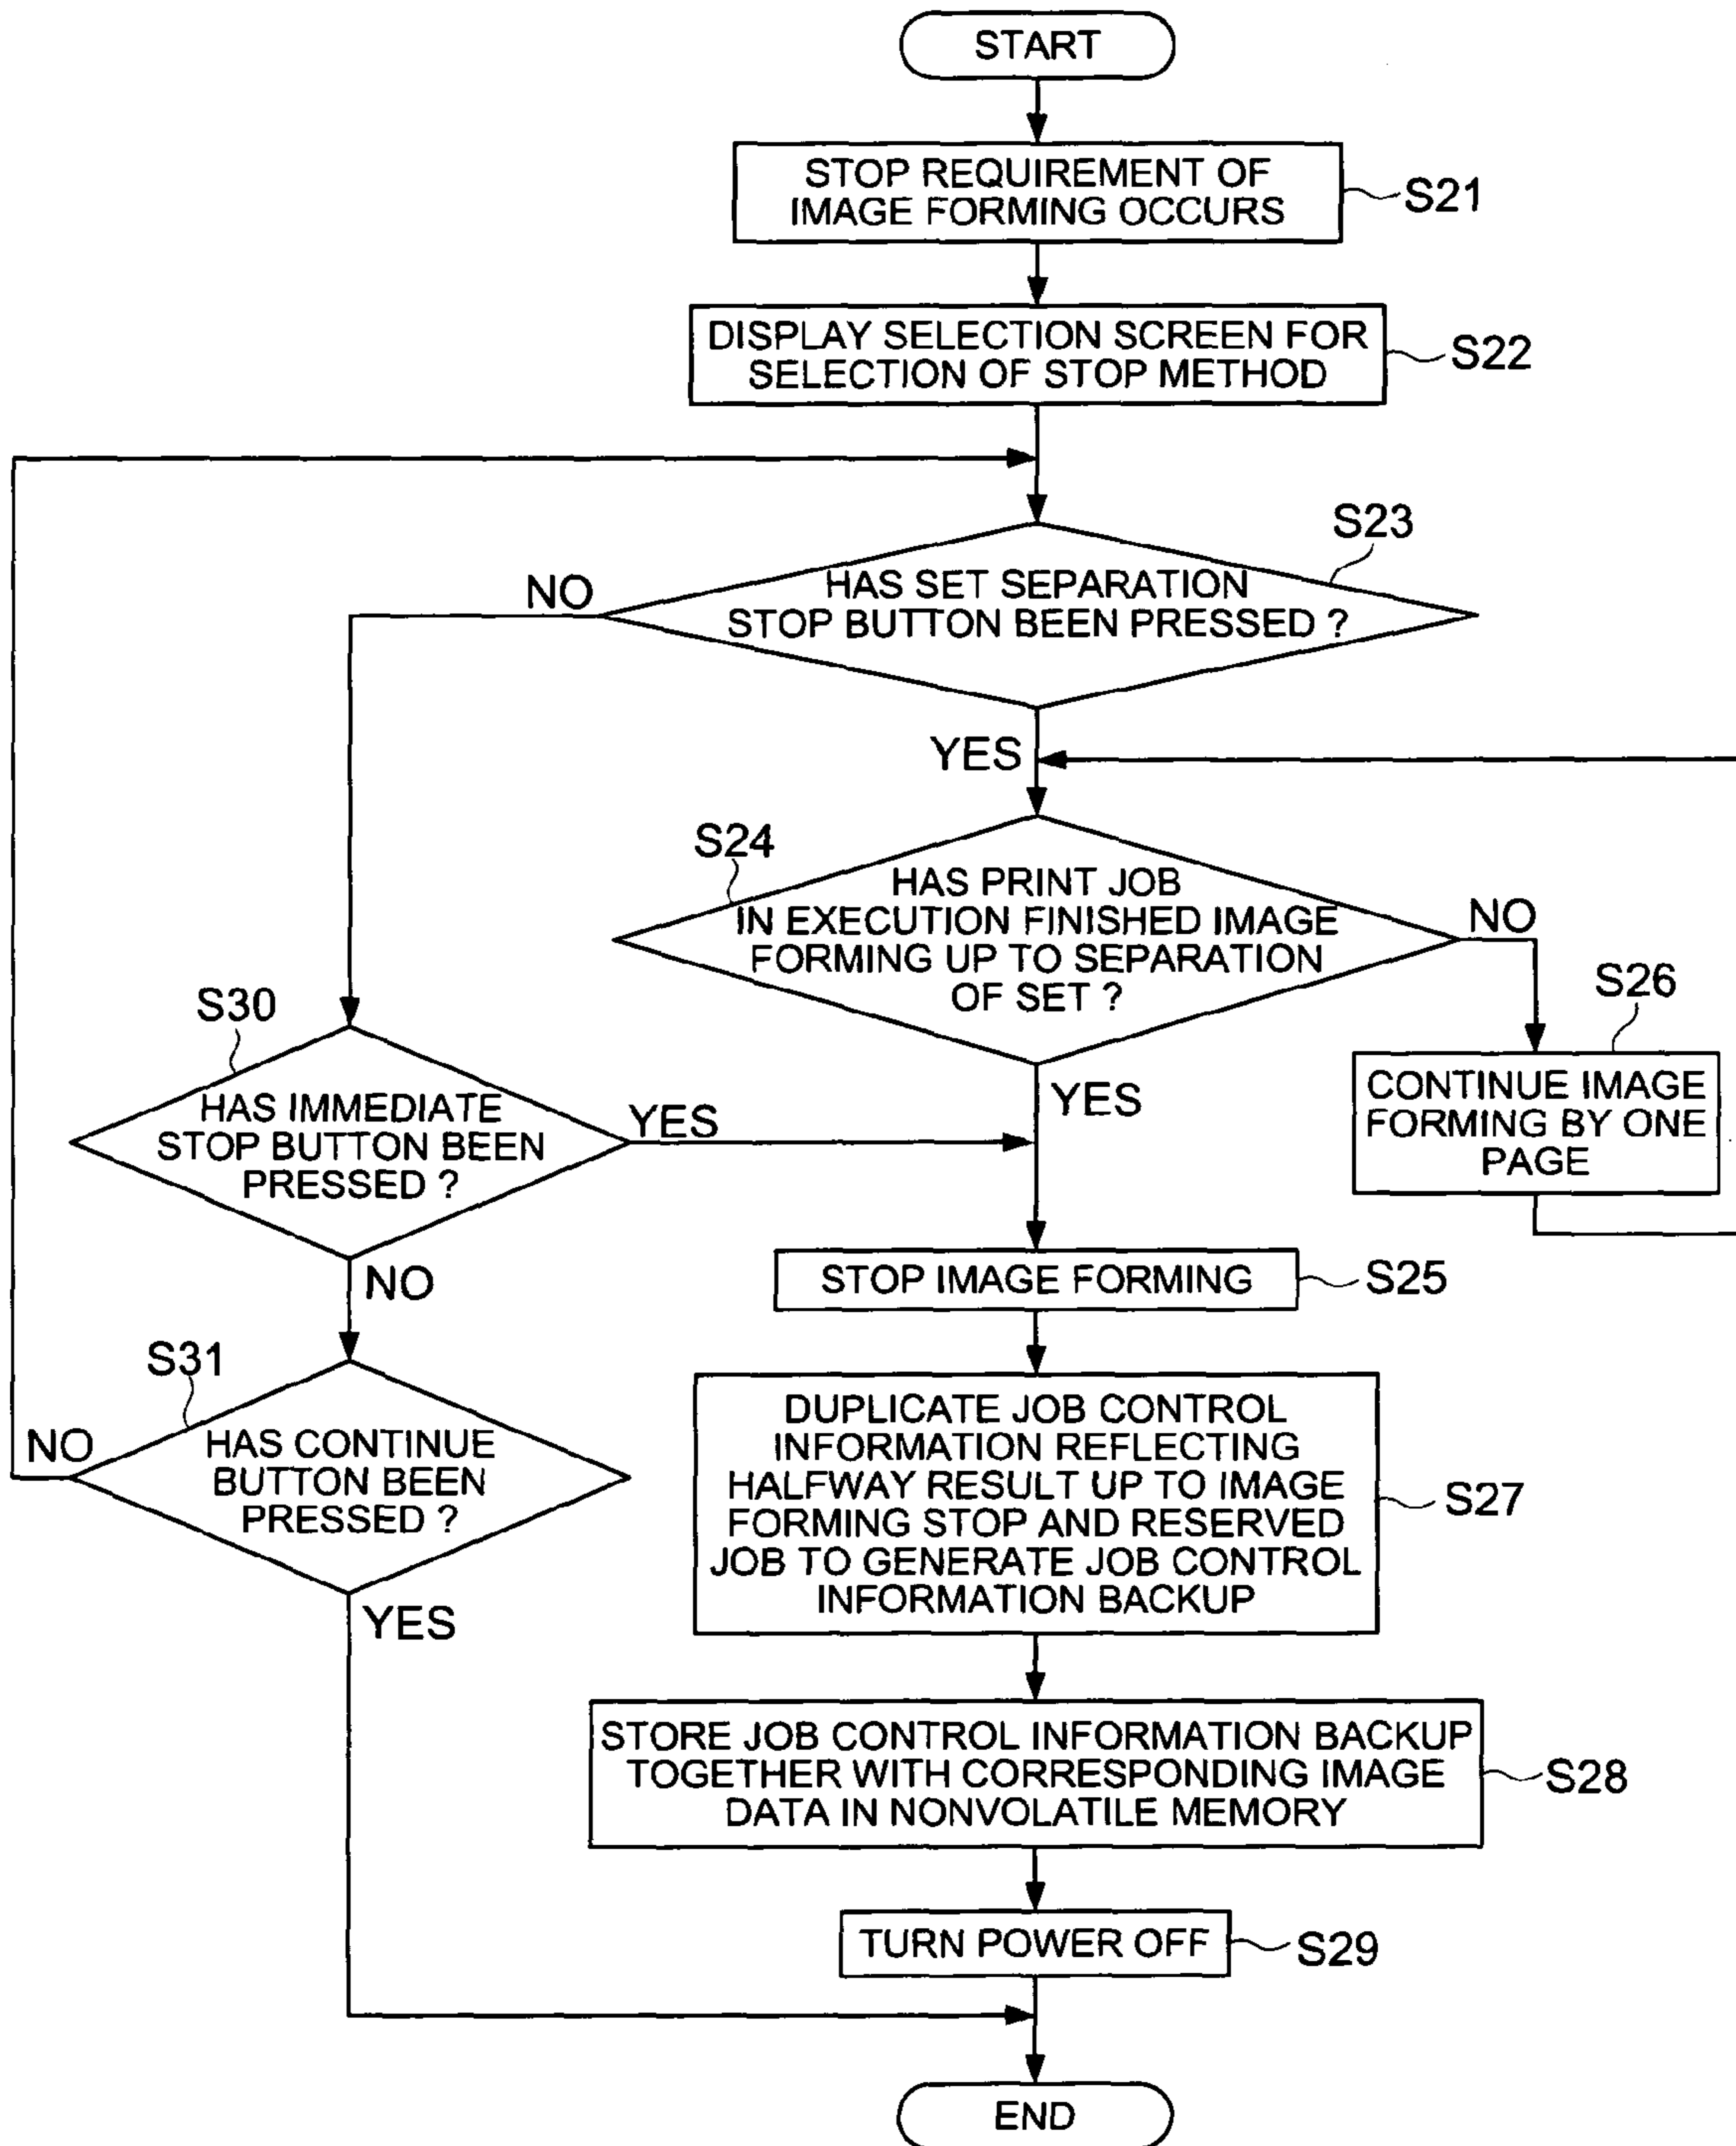 START
STOP REQUIREMENT OF
IMAGE FORMING OCCURS
S21
DISPLAY SELECTION SCREEN FOR
SELECTION OF STOP METHOD
S22
S23
HAS SET SEPARATION
STOP BUTTON BEEN PRESSED ?
NO
YES
S24
HAS PRINT JOB
IN EXECUTION FINISHED IMAGE
FORMING UP TO SEPARATION
OF SET ?
NO
YES
S26
CONTINUE IMAGE
FORMING BY ONE
PAGE
S30
HAS IMMEDIATE
STOP BUTTON BEEN
PRESSED ?
YES
NO
STOP IMAGE FORMING
S25
S31
HAS CONTINUE
BUTTON BEEN
PRESSED ?
NO
YES
DUPLICATE JOB CONTROL
INFORMATION REFLECTING
HALFWAY RESULT UP TO IMAGE
FORMING STOP AND RESERVED
JOB TO GENERATE JOB CONTROL
INFORMATION BACKUP
S27
STORE JOB CONTROL INFORMATION BACKUP
TOGETHER WITH CORRESPONDING IMAGE
DATA IN NONVOLATILE MEMORY
S28
TURN POWER OFF
S29
END